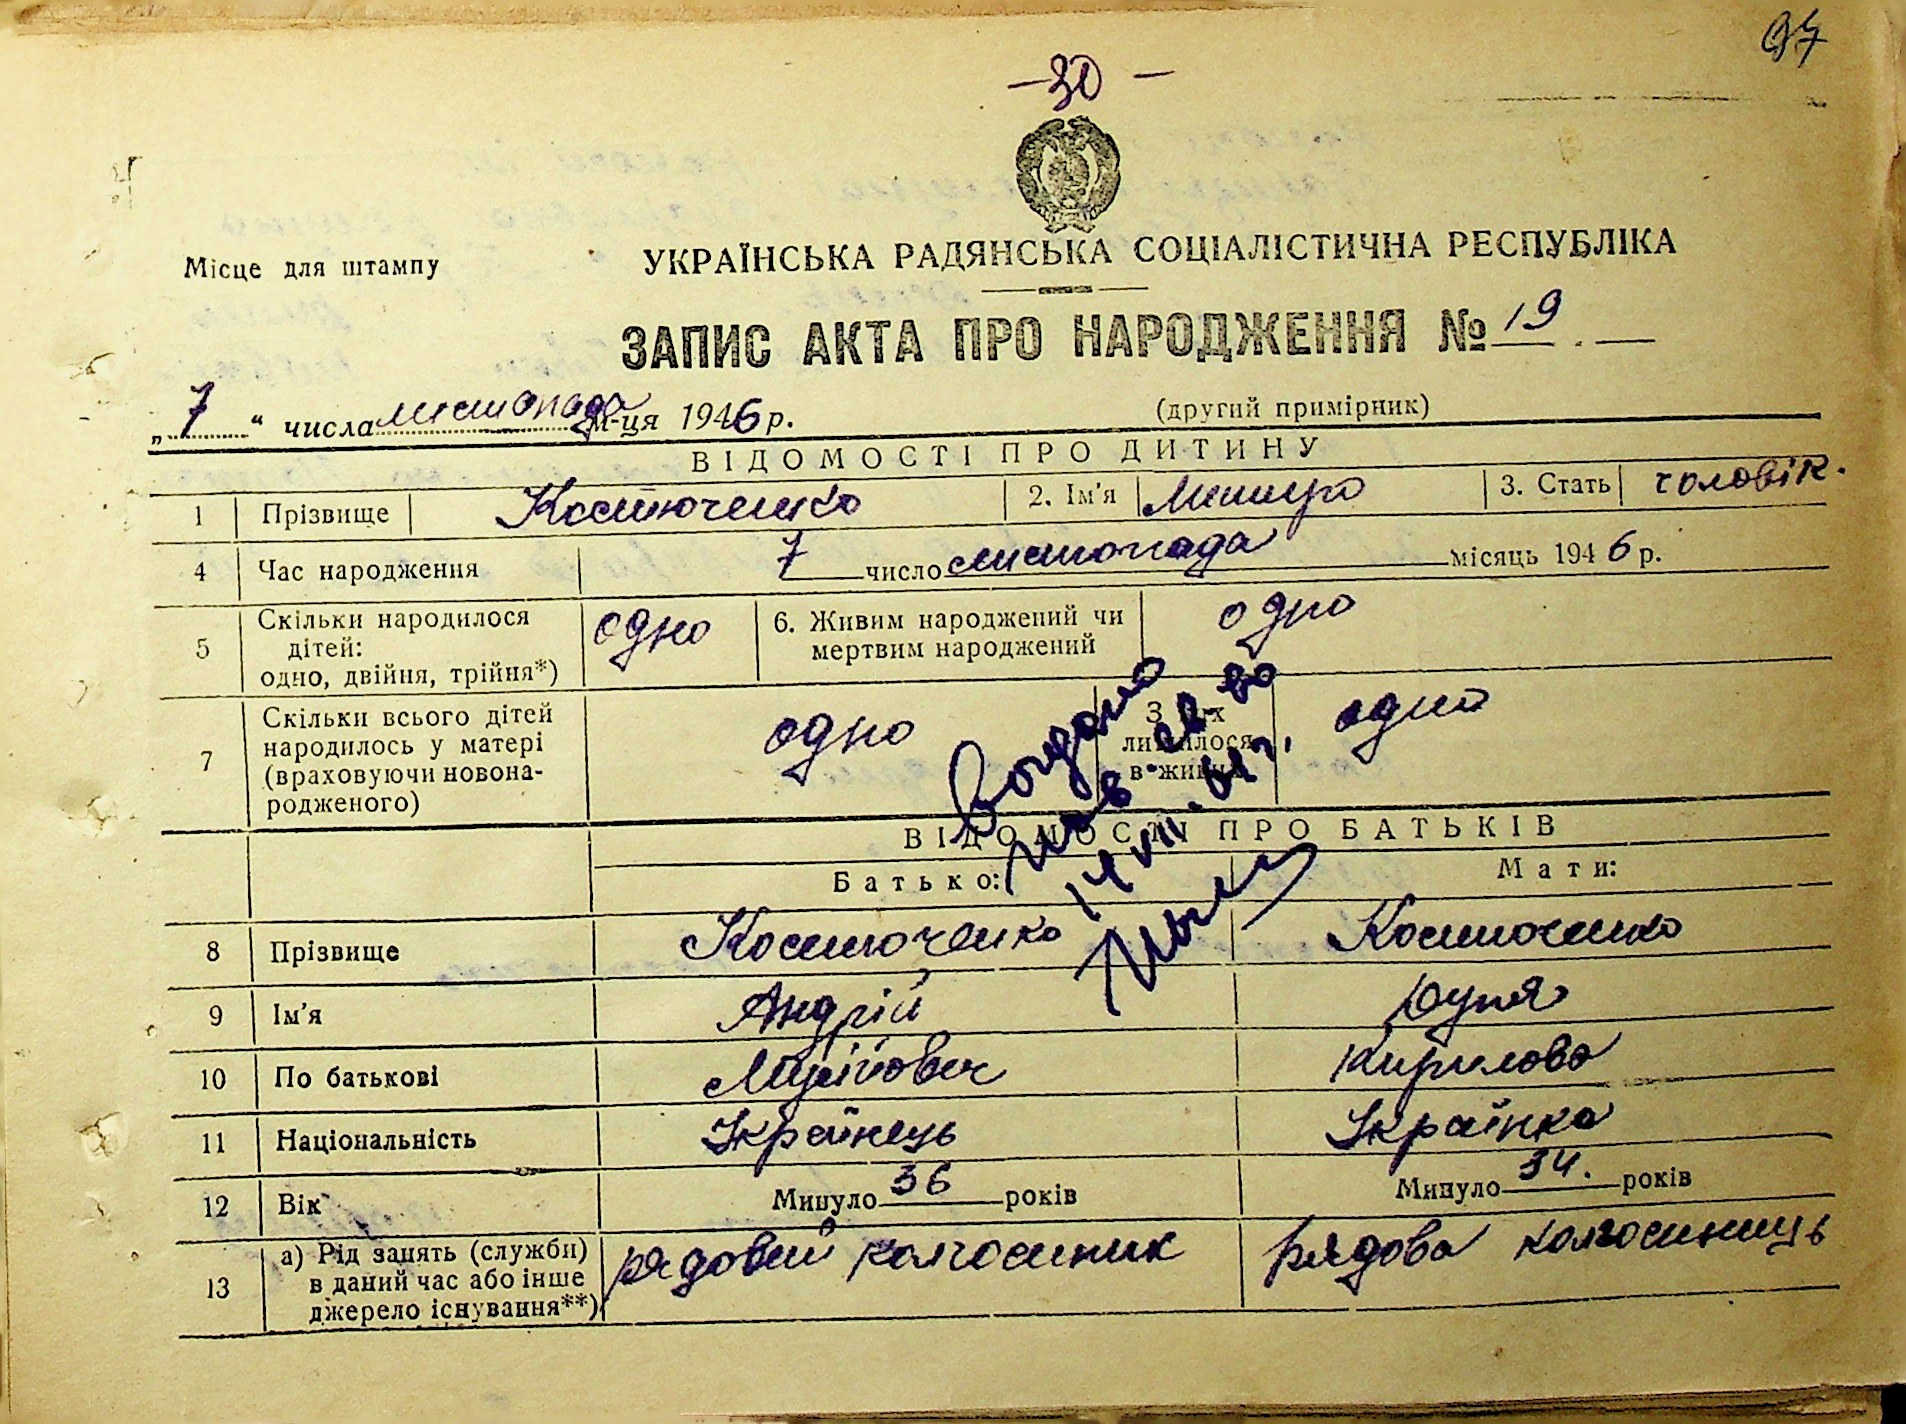 97
— 30 —
Місце для штампу
УКРАЇНСЬКА РАДЯНСЬКА СОЦІАЛІСТИЧНА РЕСПУБЛІКА
ЗАПИС АКТА ПРО НАРОДЖЕННЯ № 19
„ 7 “ числа листопада м-ця 1946 р.
(другий примірник)
ВІДОМОСТІ ПРО ДИТИНУ
1 Прізвище Костюченко 2. Ім'я 3. Стать чоловік.
4 Час народження 7 число листопада місяць 1946 р.
5 Скільки народилося дітей: одно, двійня, трійня*) одно 6. Живим народжений чи мертвим народжений одно
7 Скільки всього дітей народилось у матері (враховуючи новонародженого) одно З них лишилося в живих одно
ВІДОМОСТІ ПРО БАТЬКІВ
Батько: Мати:
8 Прізвище Костюченко Костюченко
9 Ім'я Андрій
10 По батькові Кирилова
11 Національність Українець Українка
12 Вік Минуло 36 років Минуло 34. років
13 а) Рід занять (служби) в даний час або інше джерело існування**) рядовий колгоспник рядова колгоспниць